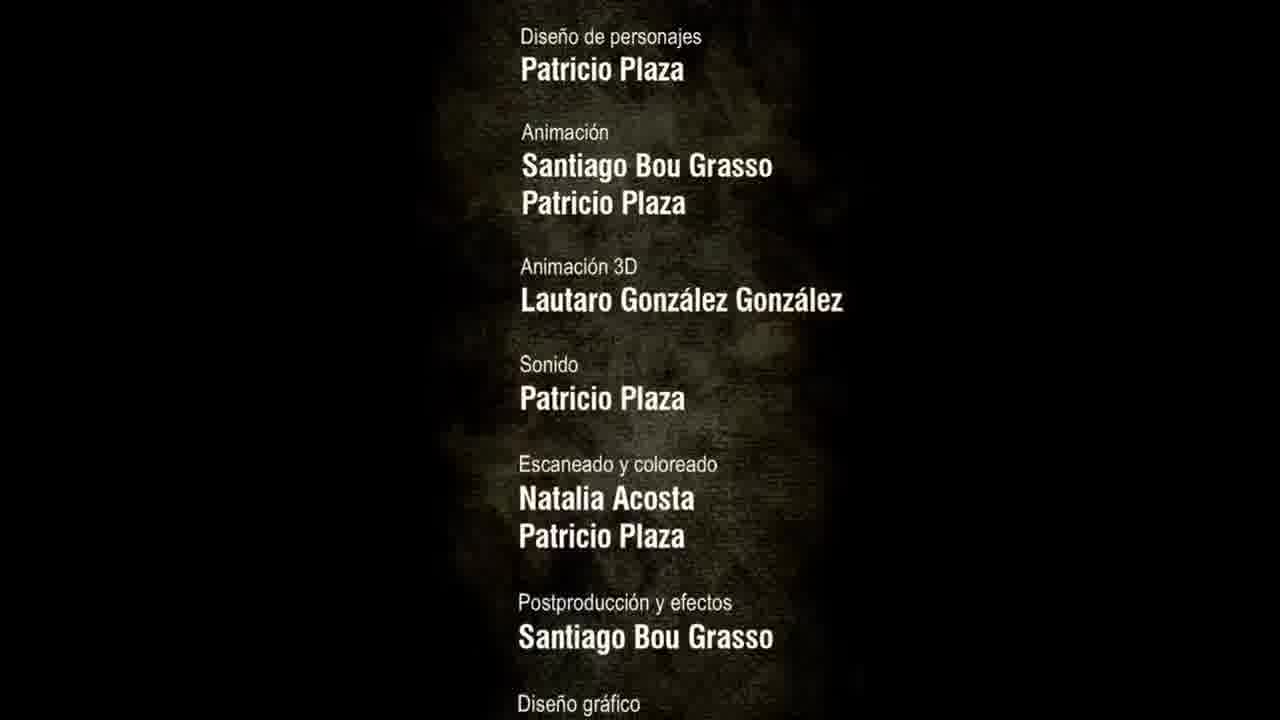 Diseño de personajes
Patricio Plaza
Animación
Santiago Bou Grasso
Patricio Plaza
Animación 3D
Lautaro González González
Sonido
Patricio Plaza
Escaneado y coloreado
Natalia Acosta
Patricio Plaza
Postproducción y efectos
Santiago Bou Grasso
Diseño gráfico